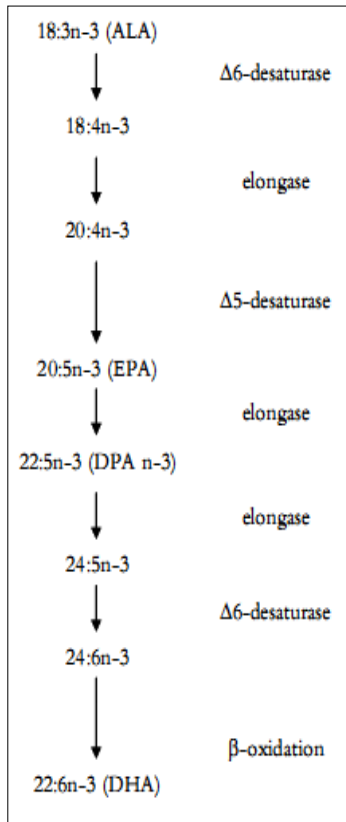 18:3n-3 (ALA)
Δ6-desaturase
18:4n-3
elongase
20:4n-3
Δ5-desaturase
20:5n-3 (EPA)
elongase
22:5n-3 (DPA n-3)
elongase
24:5n-3
Δ6-desaturase
24:6n-3
β-oxidation
22:6n-3 (DHA)